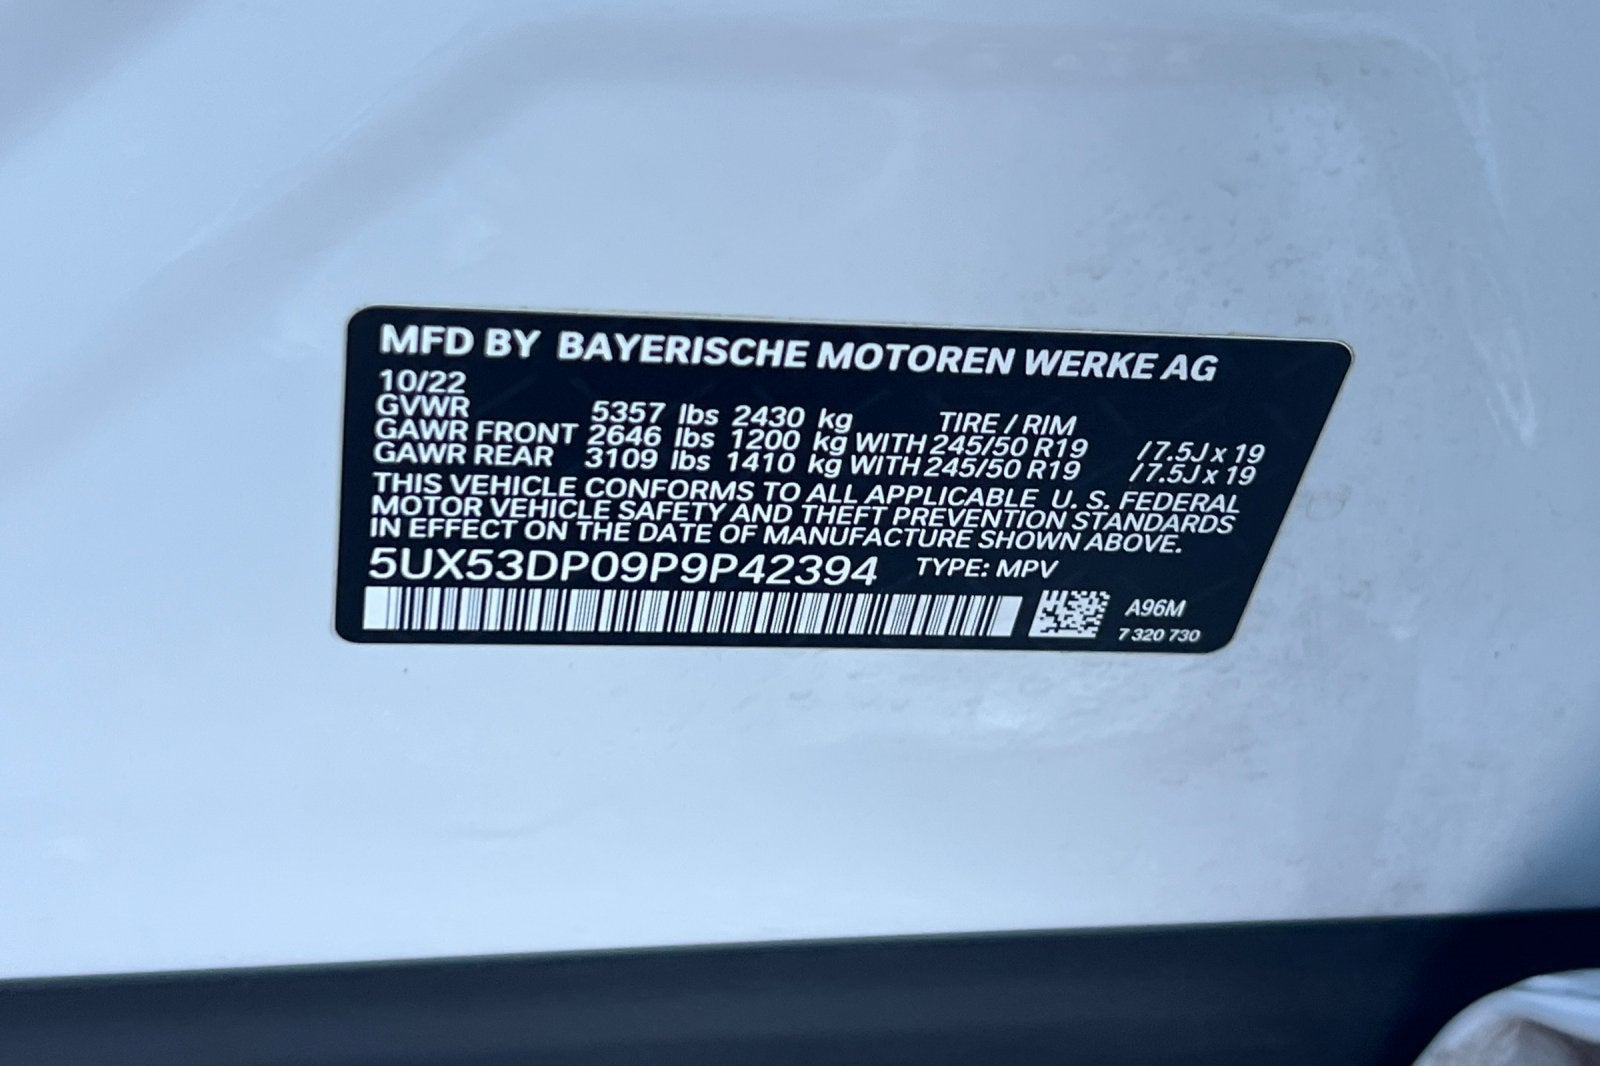 MFD BY BAYERISCHE MOTOREN WERKE AG
10/22
GVWR 5357 lbs 2430 kg TIRE / RIM
GAWR FRONT 2646 lbs 1200 kg WITH 245/50 R19 / 7.5J x 19
GAWR REAR 3109 lbs 1410 kg WITH 245/50 R19 / 7.5J x 19
THIS VEHICLE CONFORMS TO ALL APPLICABLE U. S. FEDERAL
MOTOR VEHICLE SAFETY AND THEFT PREVENTION STANDARDS
IN EFFECT ON THE DATE OF MANUFACTURE SHOWN ABOVE.
5UX53DP09P9P42394 TYPE: MPV
A96M
7 320 730